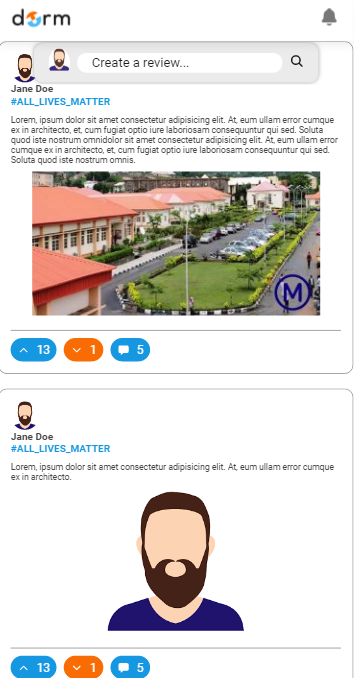 dorm
Create a review...
Jane Doe
#ALL_LIVES_MATTER
Lorem, ipsum dolor sit amet consectetur adipisicing elit. At, eum ullam error cumque
ex in architecto, et, cum fugiat optio iure laboriosam consequuntur qui sed. Soluta
quod iste nostrum omnidolor sit amet consectetur adipisicing elit. At, eum ullam error
cumque ex in architecto, et, cum fugiat optio iure laboriosam consequuntur qui sed.
Soluta quod iste nostrum omnis.
M
13 1 5
Jane Doe
#ALL_LIVES_MATTER
Lorem, ipsum dolor sit amet consectetur adipisicing elit. At, eum ullam error cumque
ex in architecto.
13 1 5